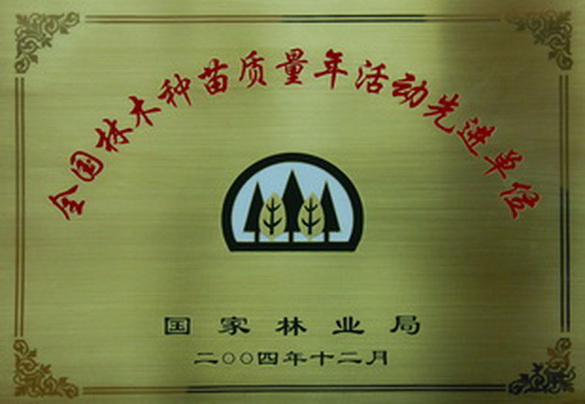 全国林木种苗质量年活动先进单位
国家林业局
二〇〇四年十二月